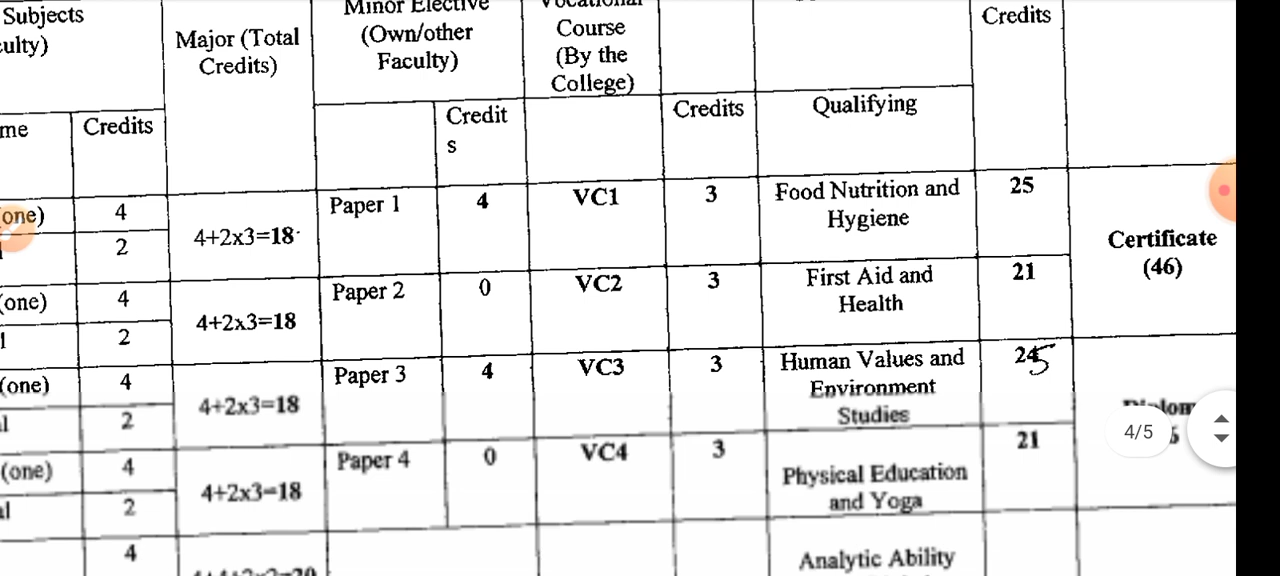 Subjects
Major (Total
Credits)
Minor Elective
(Own/other
Faculty)
Vocational
Course
(By the
College)
Credits
me
Credits
Credit
s
Credits
Qualifying
(one)
4
2
4+2x3=18
Paper 1
4
VC1
3
Food Nutrition and
Hygiene
25
Certificate
(46)
(one)
4
2
4+2x3=18
Paper 2
0
VC2
3
First Aid and
Health
21
(one)
4
2
4+2x3=18
Paper 3
4
VC3
3
Human Values and
Environment
Studies
25
4/5
(one)
4
2
4+2x3=18
Paper 4
0
VC4
3
Physical Education
and Yoga
21
4
Analytic Ability